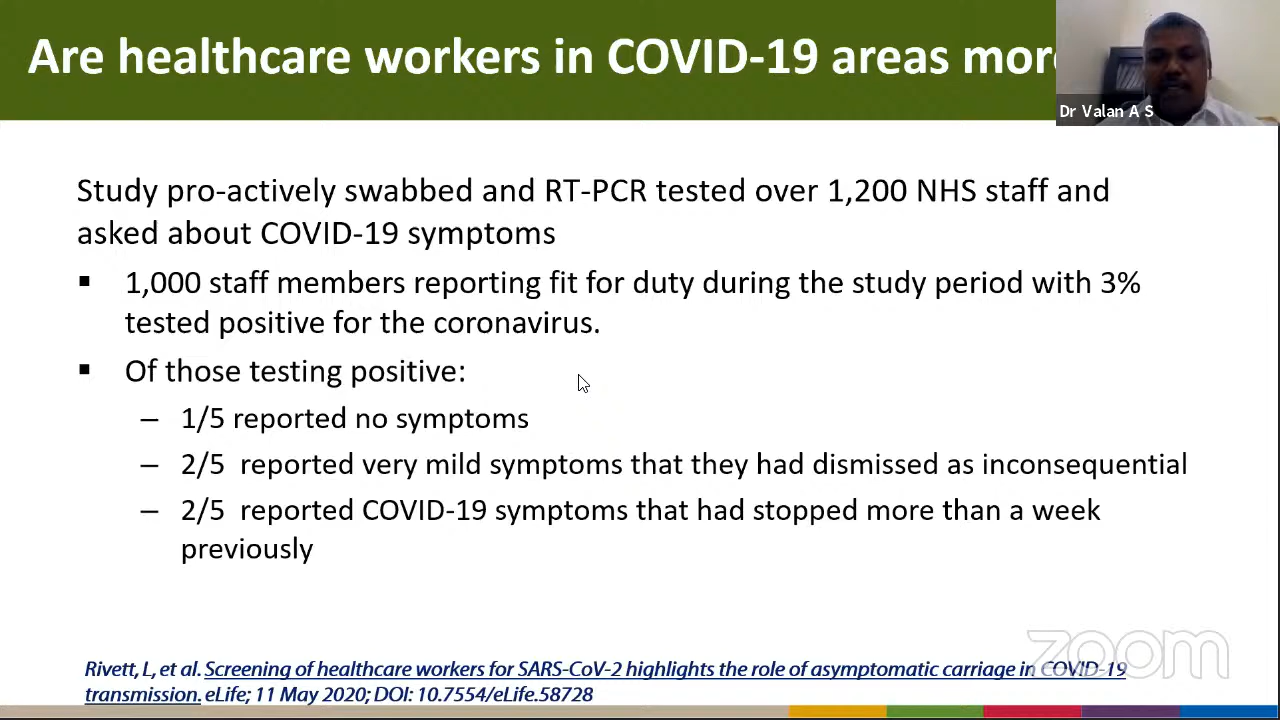 Are healthcare workers in COVID-19 areas more
Dr Valan A S
Study pro-actively swabbed and RT-PCR tested over 1,200 NHS staff and
asked about COVID-19 symptoms
▪ 1,000 staff members reporting fit for duty during the study period with 3%
tested positive for the coronavirus.
▪ Of those testing positive:
– 1/5 reported no symptoms
– 2/5 reported very mild symptoms that they had dismissed as inconsequential
– 2/5 reported COVID-19 symptoms that had stopped more than a week
previously
zoom
Rivett, L, et al. Screening of healthcare workers for SARS-CoV-2 highlights the role of asymptomatic carriage in COVID-19
transmission. eLife; 11 May 2020; DOI: 10.7554/eLife.58728